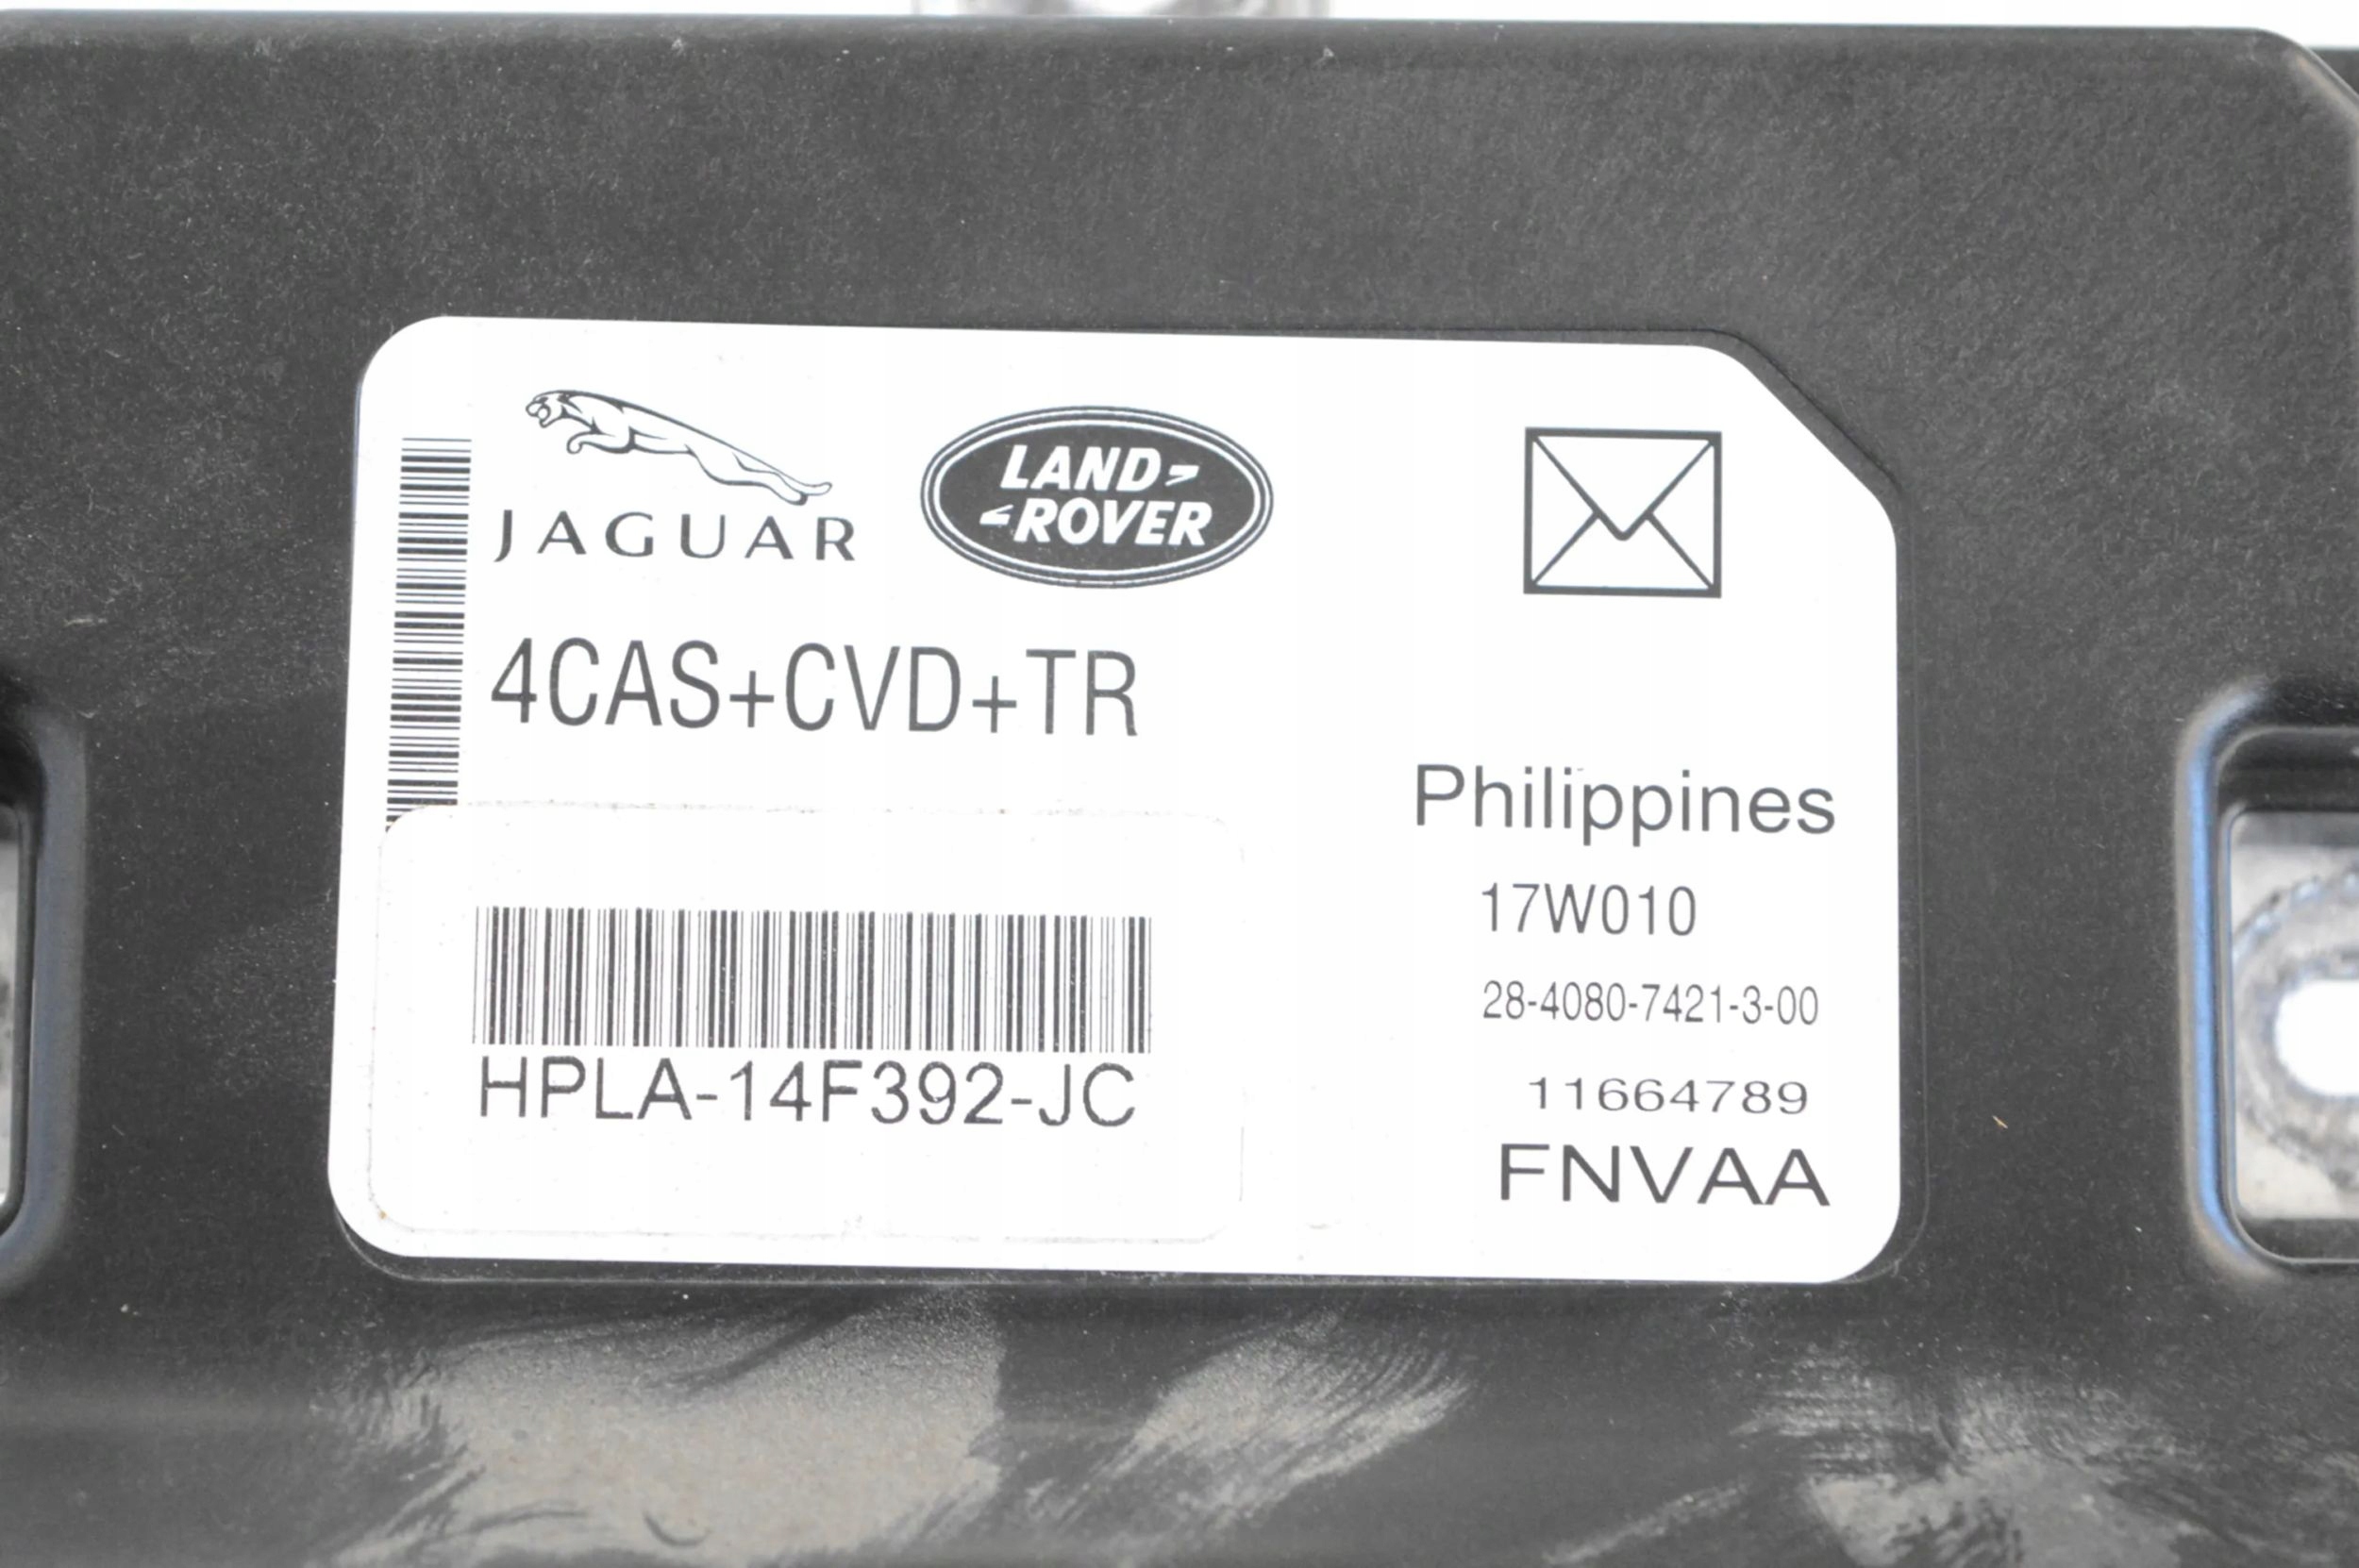 JAGUAR
LAND
ROVER
4CAS+CVD+TR
HPLA-14F392-JC
Philippines
17W010
28-4080-7421-3-00
11664789
FNVAA